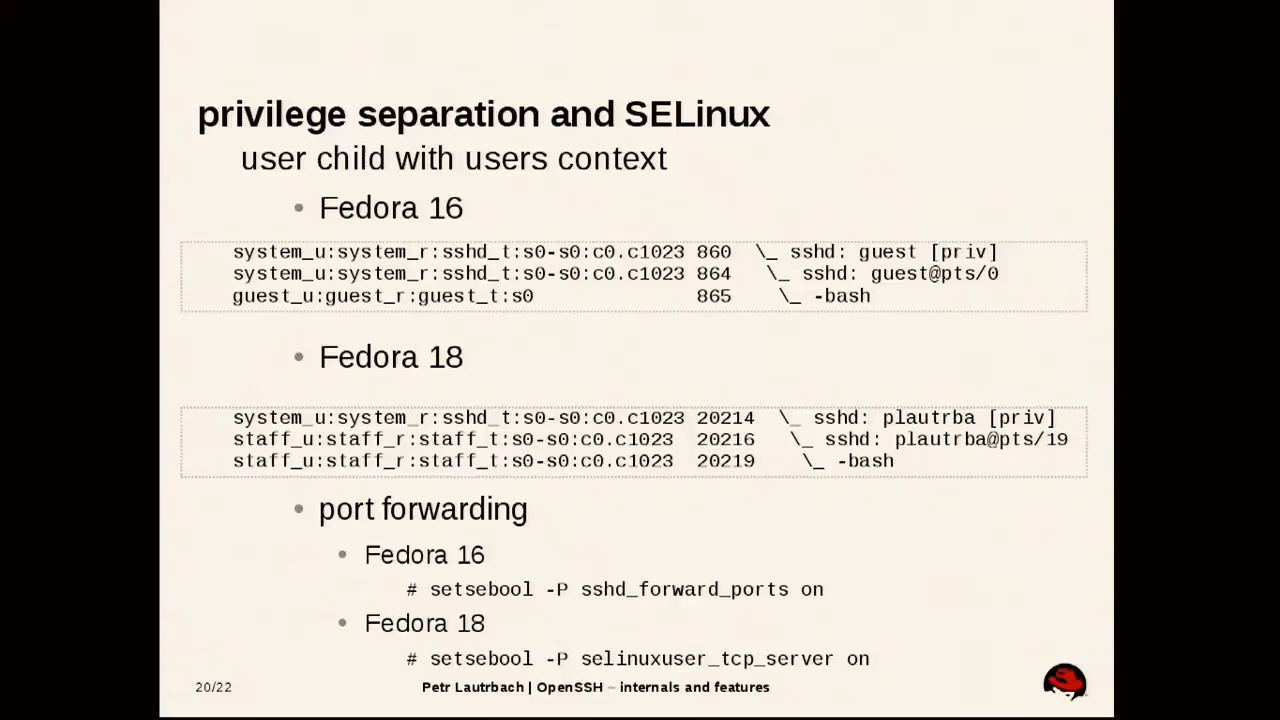 privilege separation and SELinux
user child with users context
• Fedora 16
system_u:system_r:sshd_t:s0-s0:c0.c1023 860  \_ sshd: guest [priv]
system_u:system_r:sshd_t:s0-s0:c0.c1023 864   \_ sshd: guest@pts/0
guest_u:guest_r:guest_t:s0              865    \_ -bash
• Fedora 18
system_u:system_r:sshd_t:s0-s0:c0.c1023 20214  \_ sshd: plautrba [priv]
staff_u:staff_r:staff_t:s0-s0:c0.c1023  20216   \_ sshd: plautrba@pts/19
staff_u:staff_r:staff_t:s0-s0:c0.c1023  20219    \_ -bash
• port forwarding
• Fedora 16
# setsebool -P sshd_forward_ports on
• Fedora 18
# setsebool -P selinuxuser_tcp_server on
20/22 Petr Lautrbach | OpenSSH – internals and features